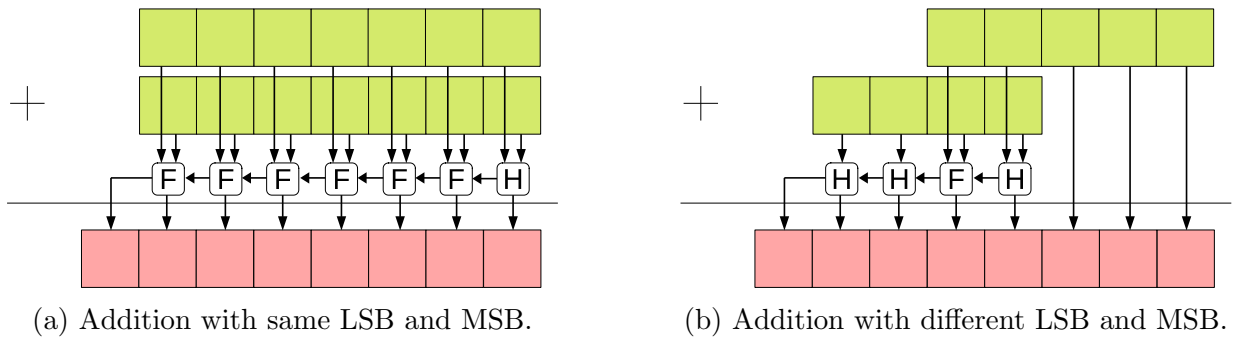 +
F F F F F F H
(a) Addition with same LSB and MSB.
+
H H F H
(b) Addition with different LSB and MSB.